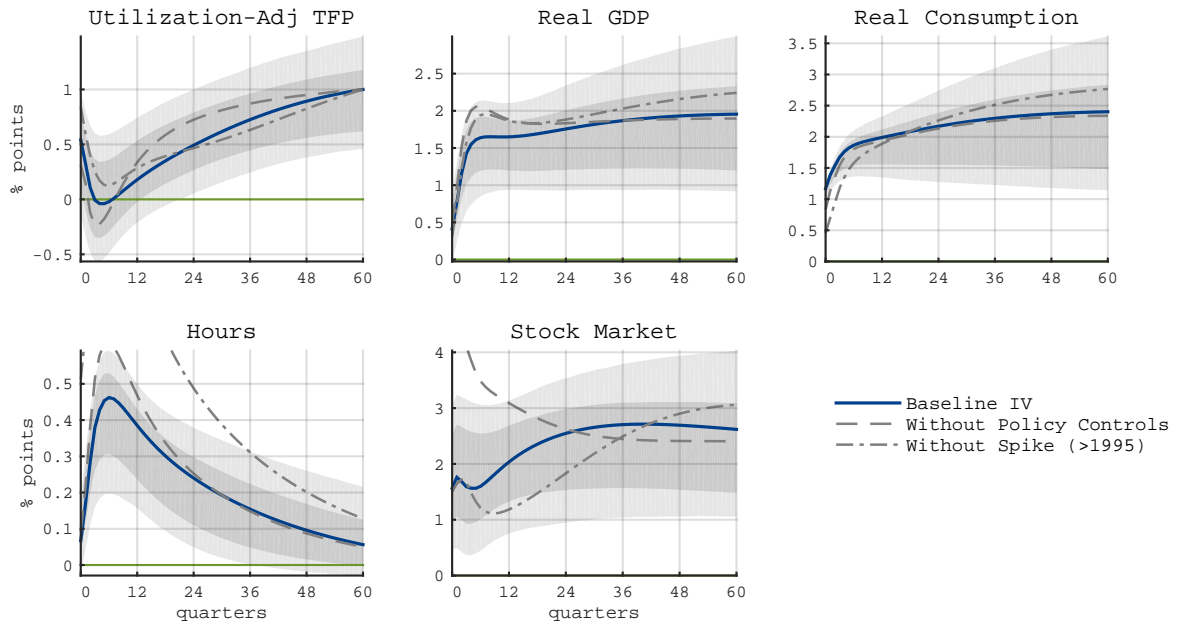 Utilization-Adj TFP
Real GDP
Real Consumption
% points
1
0.5
0
-0.5
0 12 24 36 48 60
2.5
2
1.5
1
0.5
0
0 12 24 36 48 60
3.5
3
2.5
2
1.5
1
0.5
0
0 12 24 36 48 60
Hours
Stock Market
% points
0.5
0.4
0.3
0.2
0.1
0
0 12 24 36 48 60
quarters
4
3
2
1
0
0 12 24 36 48 60
quarters
Baseline IV
Without Policy Controls
Without Spike (>1995)